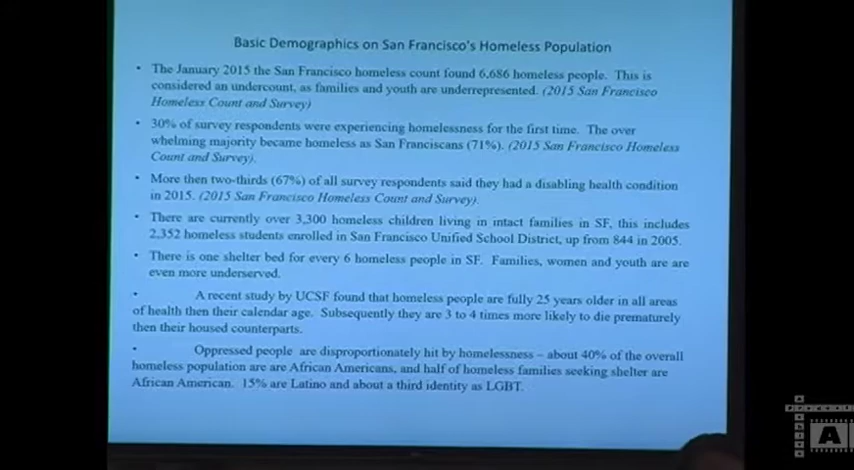 Basic Demographics on San Francisco's Homeless Population
• The January 2015 the San Francisco homeless count found 6,686 homeless people. This is
considered an undercount, as families and youth are underrepresented. (2015 San Francisco
Homeless Count and Survey)
• 30% of survey respondents were experiencing homelessness for the first time. The over
whelming majority became homeless as San Franciscans (71%). (2015 San Francisco Homeless
Count and Survey).
• More then two-thirds (67%) of all survey respondents said they had a disabling health condition
in 2015. (2015 San Francisco Homeless Count and Survey).
• There are currently over 3,300 homeless children living in intact families in SF, this includes
2,352 homeless students enrolled in San Francisco Unified School District, up from 844 in 2005.
• There is one shelter bed for every 6 homeless people in SF. Families, women and youth are are
even more underserved.
• A recent study by UCSF found that homeless people are fully 25 years older in all areas
of health then their calendar age. Subsequently they are 3 to 4 times more likely to die prematurely
then their housed counterparts.
• Oppressed people are disproportionately hit by homelessness – about 40% of the overall
homeless population are are African Americans, and half of homeless families seeking shelter are
African American. 15% are Latino and about a third identity as LGBT.
A